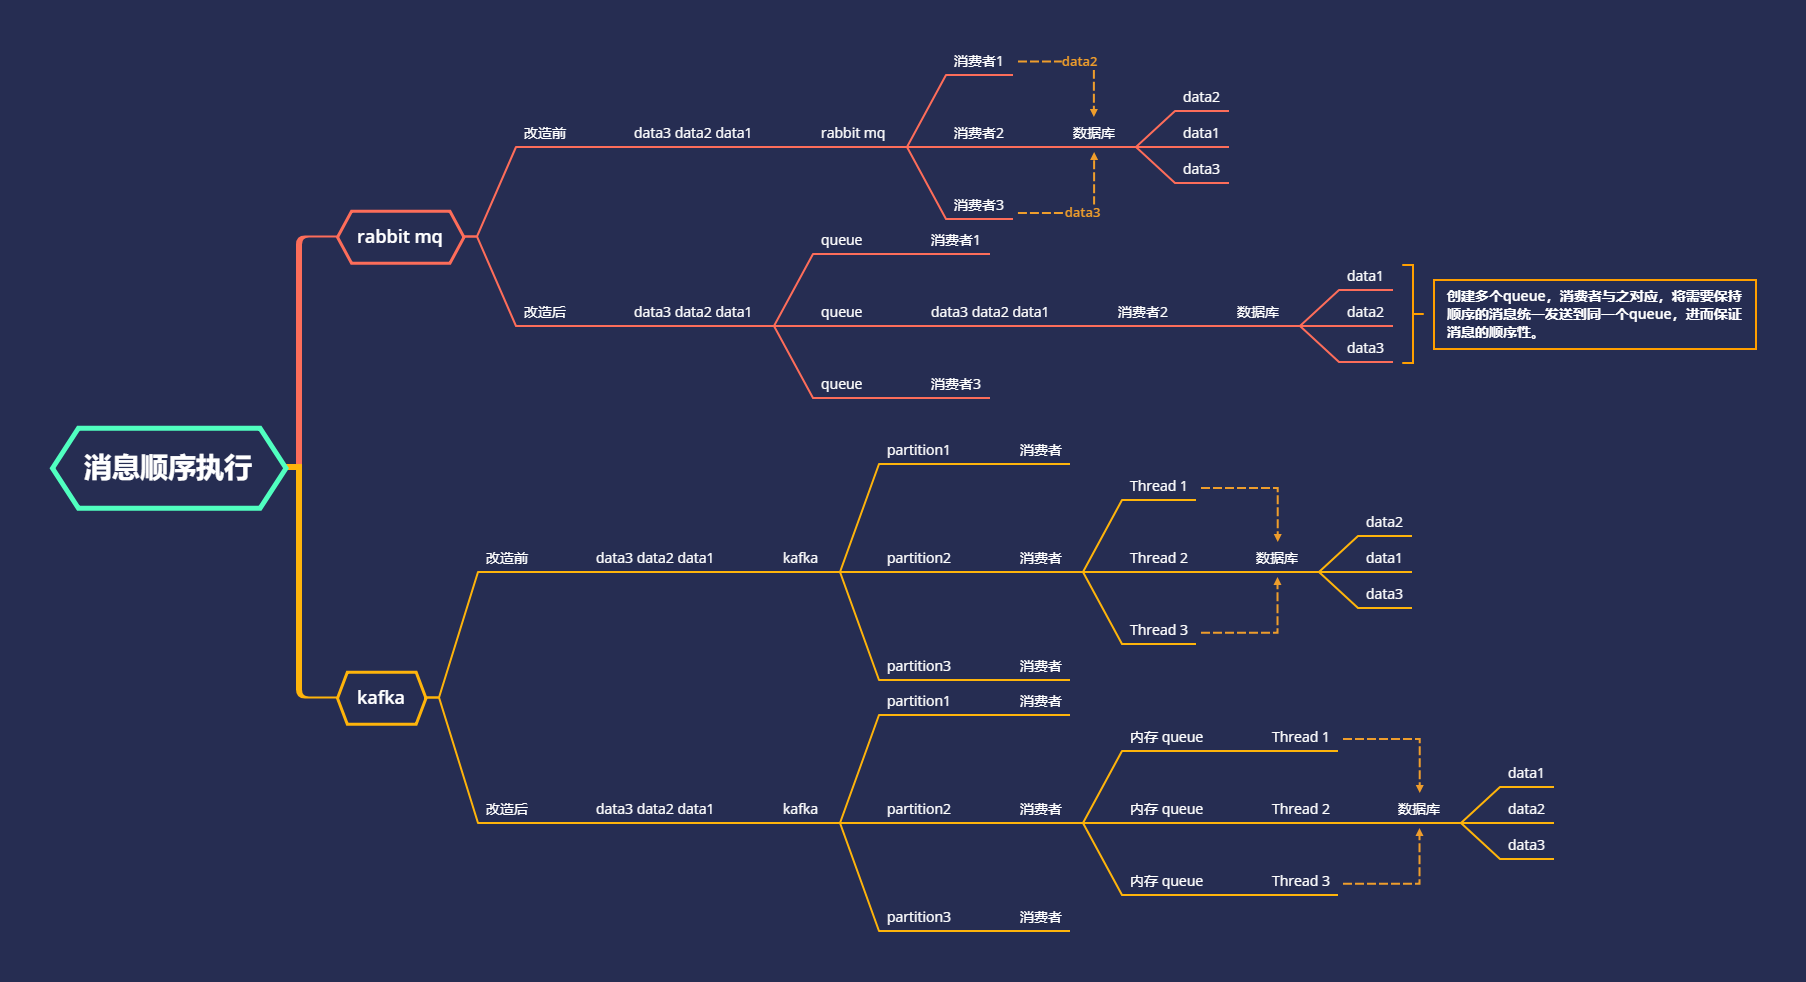 消息顺序执行
rabbit mq
改造前
data3 data2 data1
rabbit mq
消费者1
data2
消费者2
数据库
消费者3
data3
data2
data1
data3
改造后
data3 data2 data1
queue
消费者1
queue
data3 data2 data1
消费者2
数据库
data1
data2
data3
queue
消费者3
创建多个queue，消费者与之对应，将需要保持
顺序的消息统一发送到同一个queue，进而保证
消息的顺序性。
kafka
改造前
data3 data2 data1
kafka
partition1
消费者
partition2
消费者
Thread 1
Thread 2
数据库
Thread 3
data2
data1
data3
partition3
消费者
改造后
data3 data2 data1
kafka
partition1
消费者
partition2
消费者
内存 queue
Thread 1
内存 queue
Thread 2
数据库
内存 queue
Thread 3
data1
data2
data3
partition3
消费者